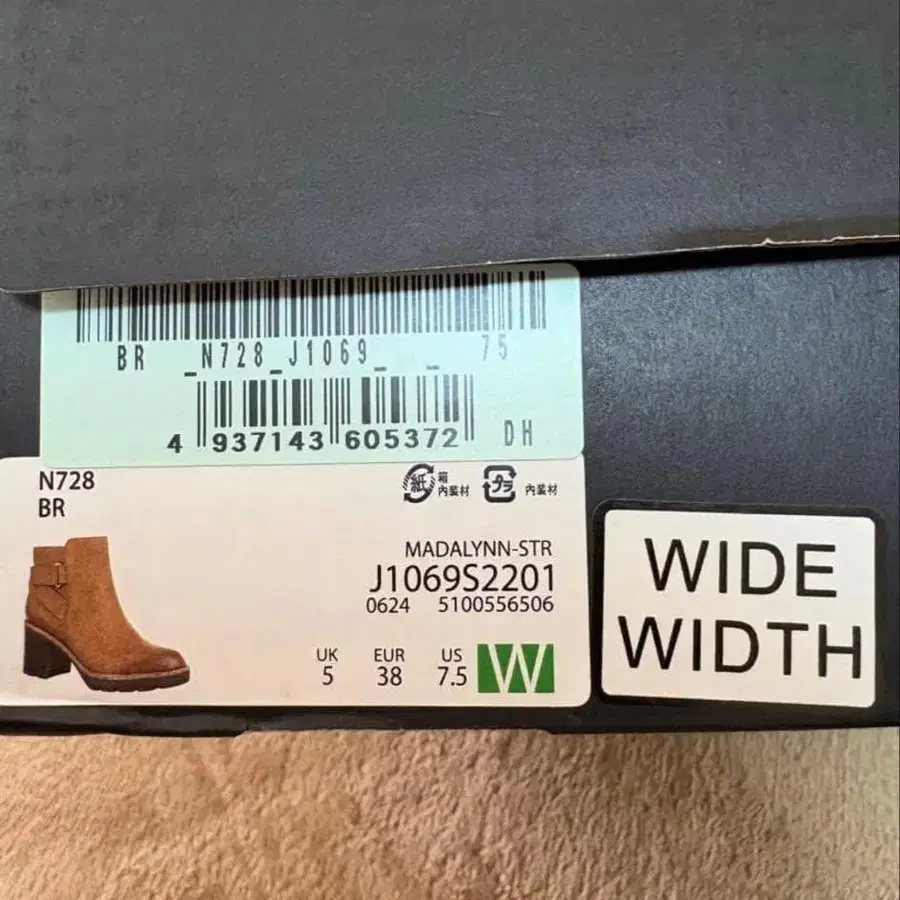 BR _N728_J1069_ _ 75
4 937143 605372 DH
N728
BR
紙 箱
内装材
プラ 内装材
MADALYNN-STR
J1069S2201
0624 5100556506
UK EUR US
5 38 7.5 W
WIDE
WIDTH